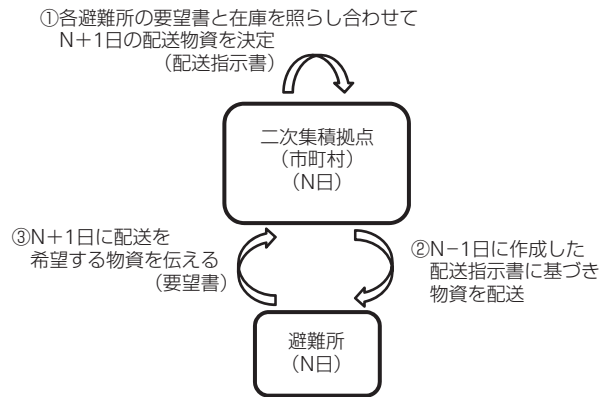 ①各避難所の要望書と在庫を照らし合わせて
N+1日の配送物資を決定
（配送指示書）
二次集積拠点
（市町村）
（N日）
③N+1日に配送を
希望する物資を伝える
（要望書）
②N−1日に作成した
配送指示書に基づき
物資を配送
避難所
（N日）